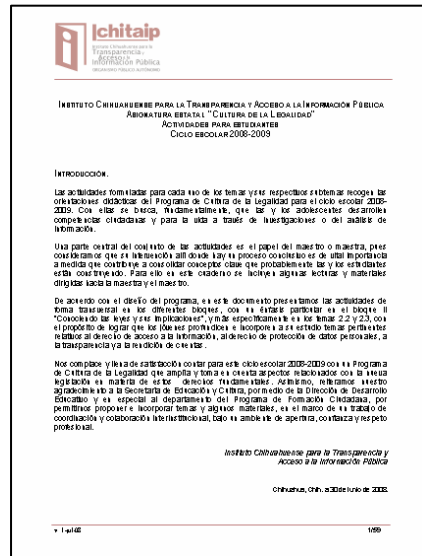 Ichitaip
Instituto Chihuahuense para la
Transparencia y
Acceso a la
Información Pública
ORGANISMO PÚBLICO AUTÓNOMO
INSTITUTO CHIHUAHUENSE PARA LA TRANSPARENCIA Y ACCESO A LA INFORMACIÓN PÚBLICA
ASIGNATURA ESTATAL "CULTURA DE LA LEGALIDAD"
ACTIVIDADES PARA ESTUDIANTES
CICLO ESCOLAR 2008-2009
INTRODUCCIÓN.
Las actividades formuladas para cada uno de los temas y sus respectivos subtemas recogen las
orientaciones didácticas del Programa de Cultura de la Legalidad para el ciclo escolar 2008-
2009. Con ellas se busca, fundamentalmente, que las y los adolescentes desarrollen
competencias ciudadanas y para la vida a través de investigaciones o del análisis de
información.
Una parte central del conjunto de las actividades es el papel del maestro o maestra, pues
consideramos que su intervención allí donde hay un proceso conclusivo es de vital importancia
a medida que contribuye a consolidar conceptos clave que probablemente las y los estudiantes
están construyendo. Para ello en este cuaderno se incluyen algunas lecturas y materiales
dirigidas hacia la maestra y el maestro.
De acuerdo con el diseño del programa, en este documento presentamos las actividades de
forma transversal en los diferentes bloques, con un énfasis particular en el bloque II
"Conociendo las leyes y sus implicaciones", y más específicamente en los temas 2.2 y 2.3, con
el propósito de lograr que los jóvenes profundicen e incorporen a su estudio temas pertinentes
relativos al derecho de acceso a la información, al derecho de protección de datos personales, a
la transparencia y a la rendición de cuentas.
Nos complace y llena de satisfacción contar para este ciclo escolar 2008-2009 con un Programa
de Cultura de la Legalidad que amplía y toma en cuenta aspectos relacionados con la nueva
legislación en materia de estos derechos fundamentales. Asimismo, reiteramos nuestro
agradecimiento a la Secretaría de Educación y Cultura, por medio de la Dirección de Desarrollo
Educativo y en especial al departamento del Programa de Formación Ciudadana, por
permitirnos proponer e incorporar temas y algunos materiales, en el marco de un trabajo de
coordinación y colaboración interinstitucional, bajo un ambiente de apertura, confianza y respeto
profesional.
Instituto Chihuahuense para la Transparencia y
Acceso a la Información Pública
Chihuahua, Chih. a 30 de junio de 2008.
1/59